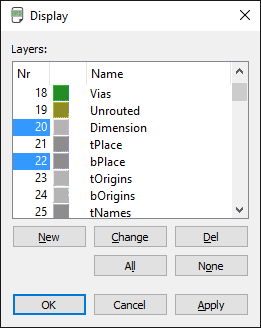 Display
Layers:
Nr Name
18 Vias
19 Unrouted
20 Dimension
21 tPlace
22 bPlace
23 tOrigins
24 bOrigins
25 tNames
New Change Del
All None
OK Cancel Apply